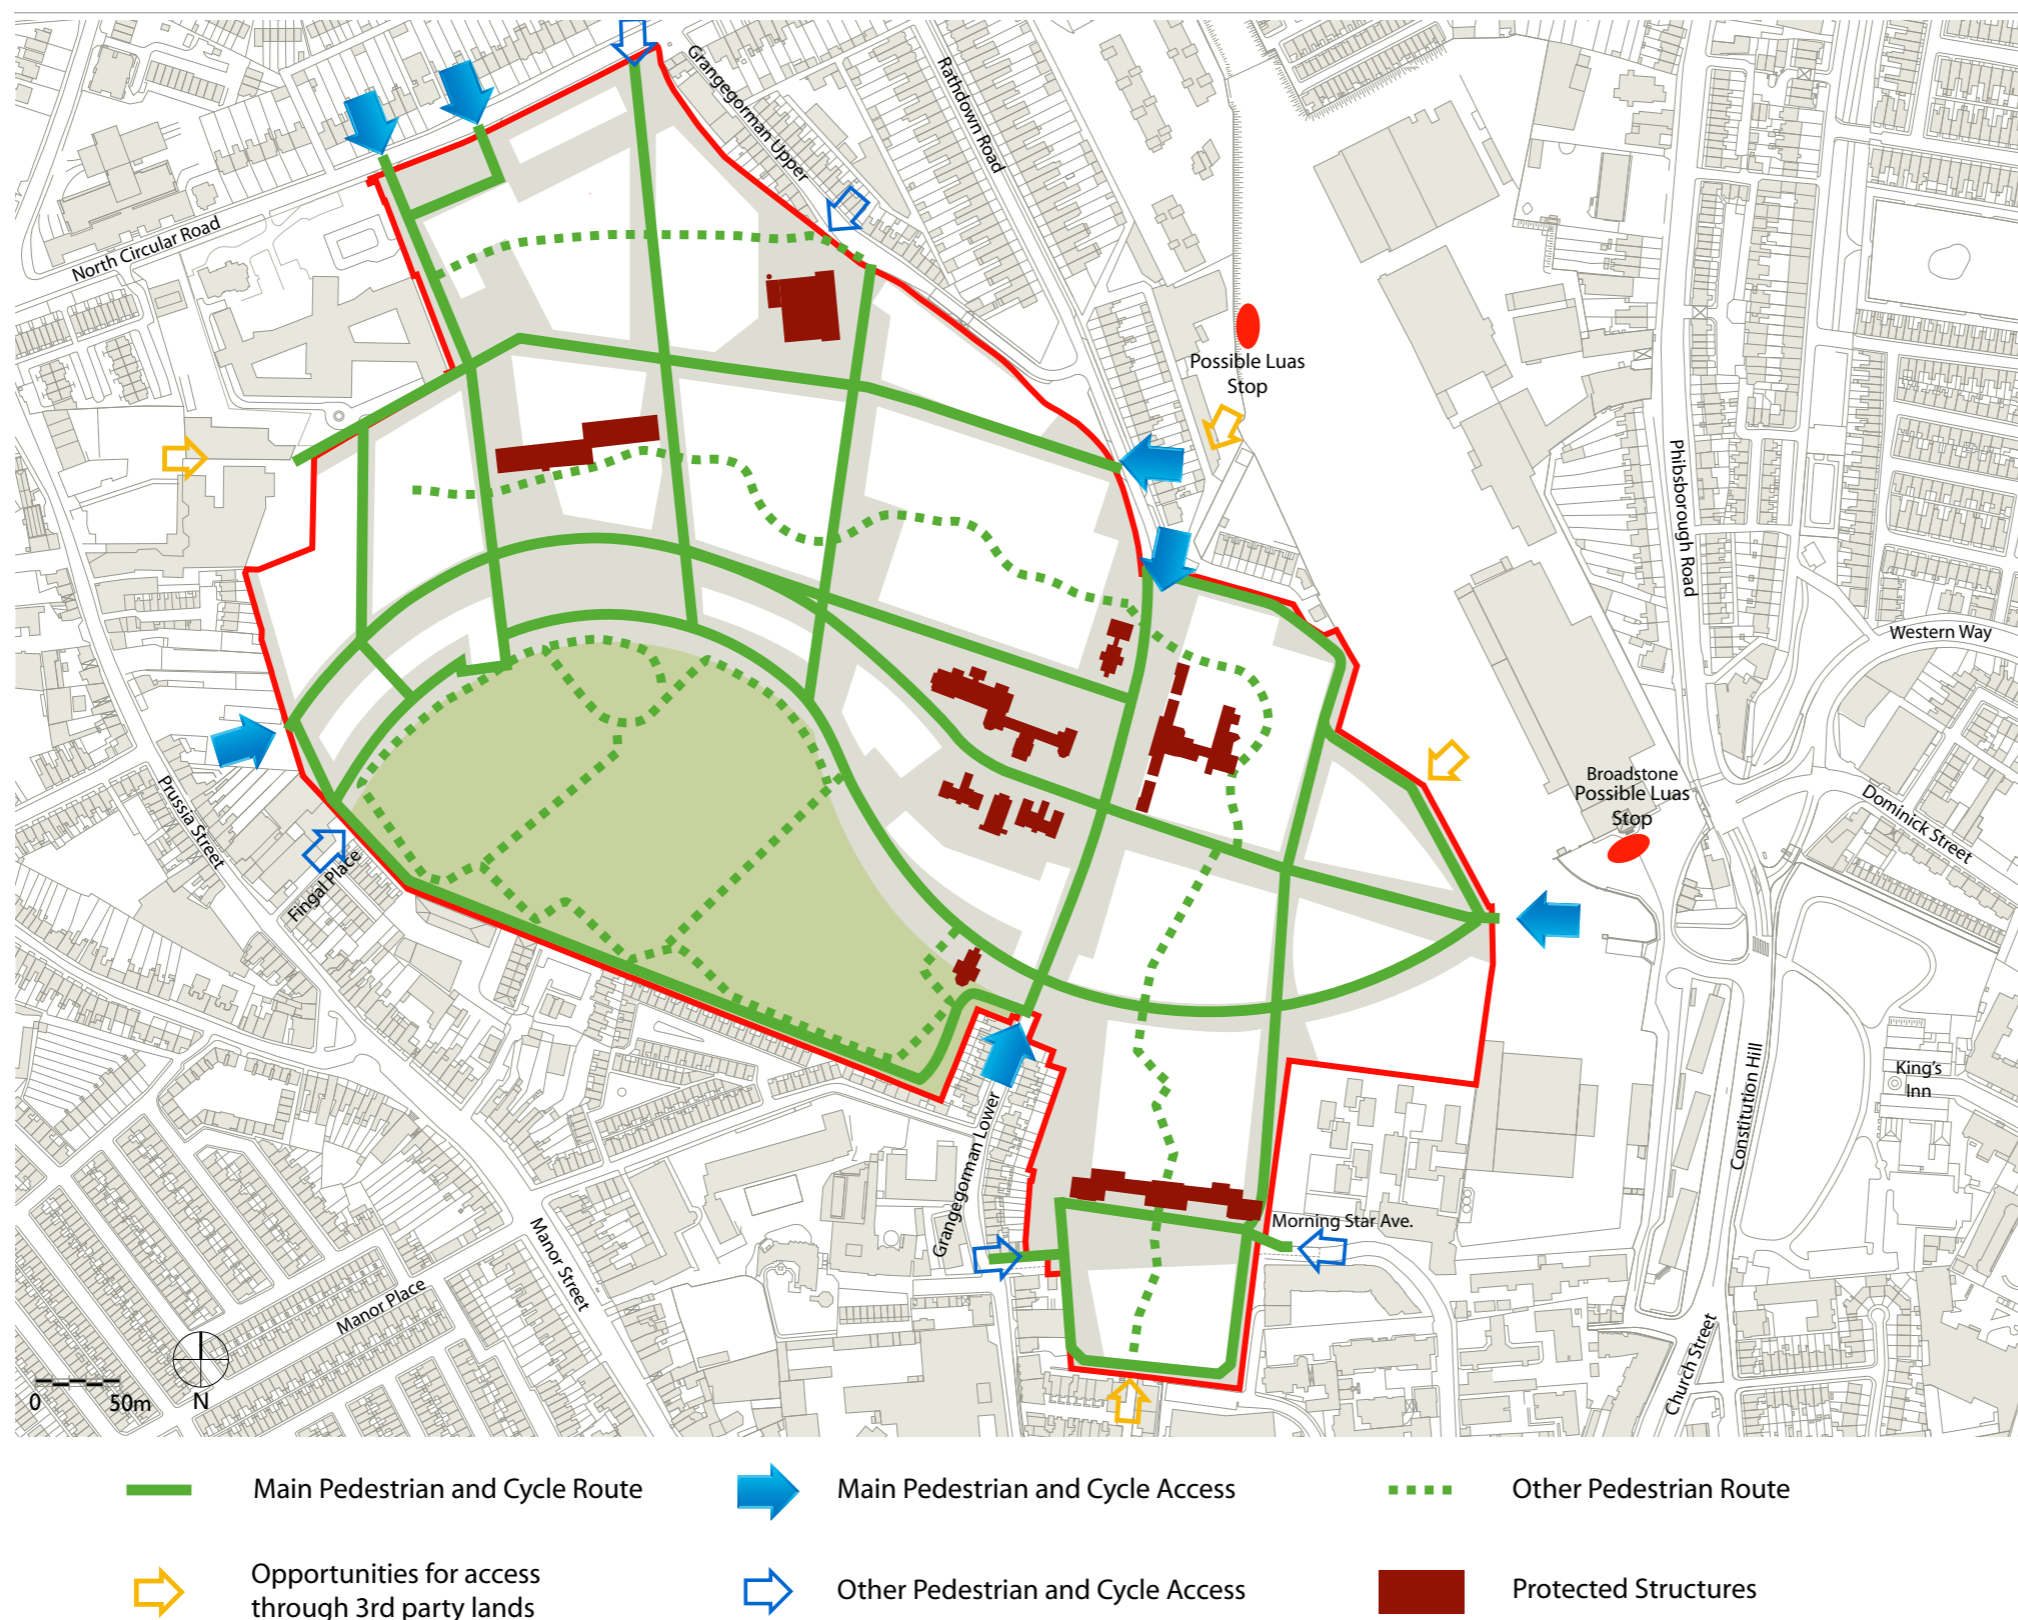 Grangegorman Upper
Rathdown Road
North Circular Road
Possible Luas
Stop
Phibsborough Road
Western Way
Broadstone
Possible Luas
Stop
Dominick Street
Prussia Street
Fingal Place
King's
Inn
Constitution Hill
Grangegorman Lower
Morning Star Ave.
Manor Street
Manor Place
Church Street
0 50m N
Main Pedestrian and Cycle Route
Main Pedestrian and Cycle Access
Other Pedestrian Route
Opportunities for access
through 3rd party lands
Other Pedestrian and Cycle Access
Protected Structures